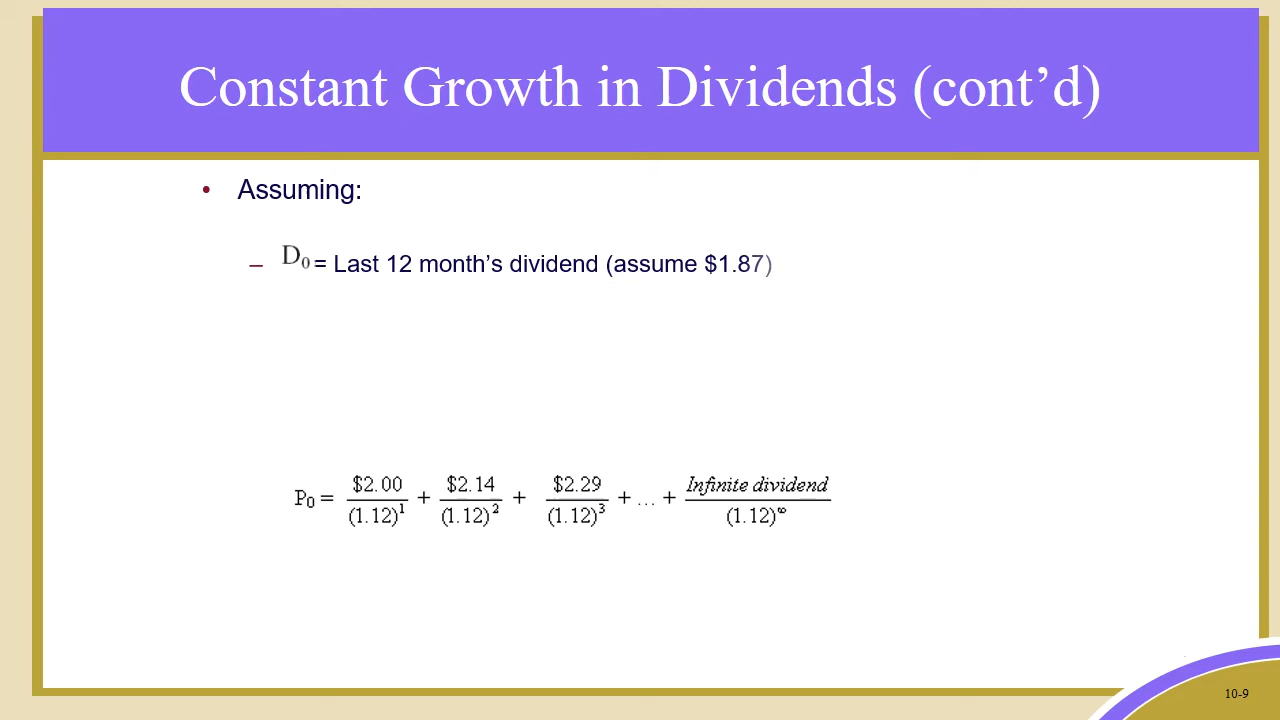 Constant Growth in Dividends (cont’d)
• Assuming:
– D₀ = Last 12 month’s dividend (assume $1.87)
P₀ = $2.00/(1.12)¹ + $2.14/(1.12)² + $2.29/(1.12)³ + ... + Infinite dividend/(1.12)^∞
10-9